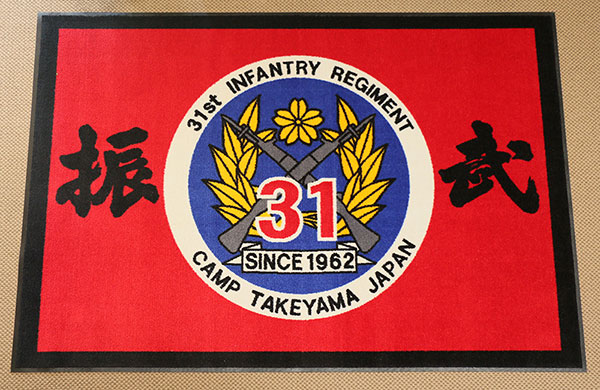 31st INFANTRY REGIMENT
振
武
31
SINCE 1962
CAMP TAKEYAMA JAPAN